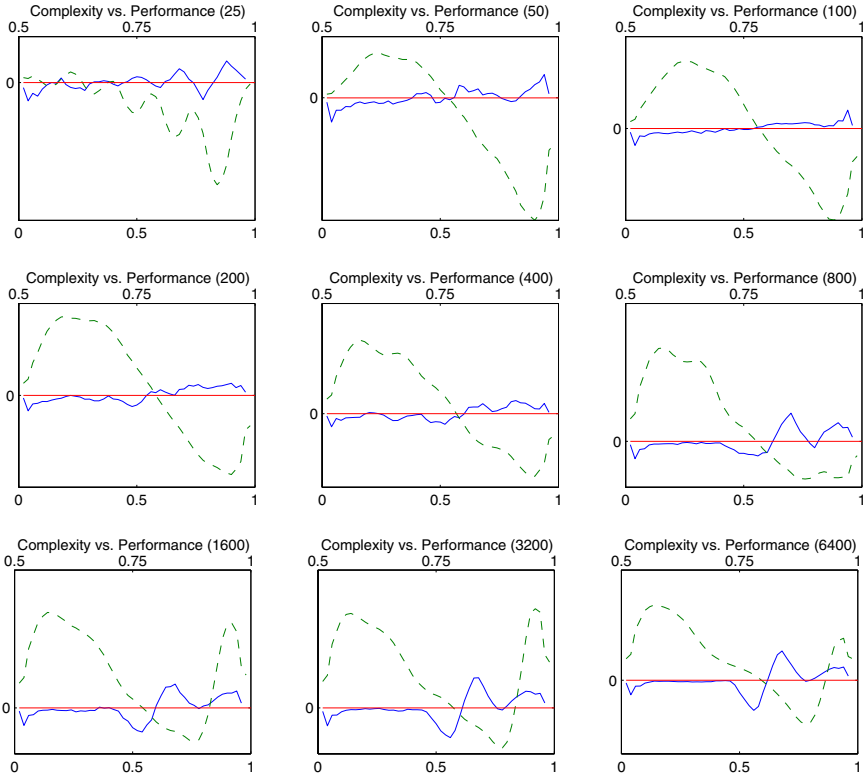 Complexity vs. Performance (25)
0.5 0.75 1
0
0 0.5 1
Complexity vs. Performance (50)
0.5 0.75 1
0
0 0.5 1
Complexity vs. Performance (100)
0.5 0.75 1
0
0 0.5 1
Complexity vs. Performance (200)
0.5 0.75 1
0
0 0.5 1
Complexity vs. Performance (400)
0.5 0.75 1
0
0 0.5 1
Complexity vs. Performance (800)
0.5 0.75 1
0
0 0.5 1
Complexity vs. Performance (1600)
0.5 0.75 1
0
0 0.5 1
Complexity vs. Performance (3200)
0.5 0.75 1
0
0 0.5 1
Complexity vs. Performance (6400)
0.5 0.75 1
0
0 0.5 1